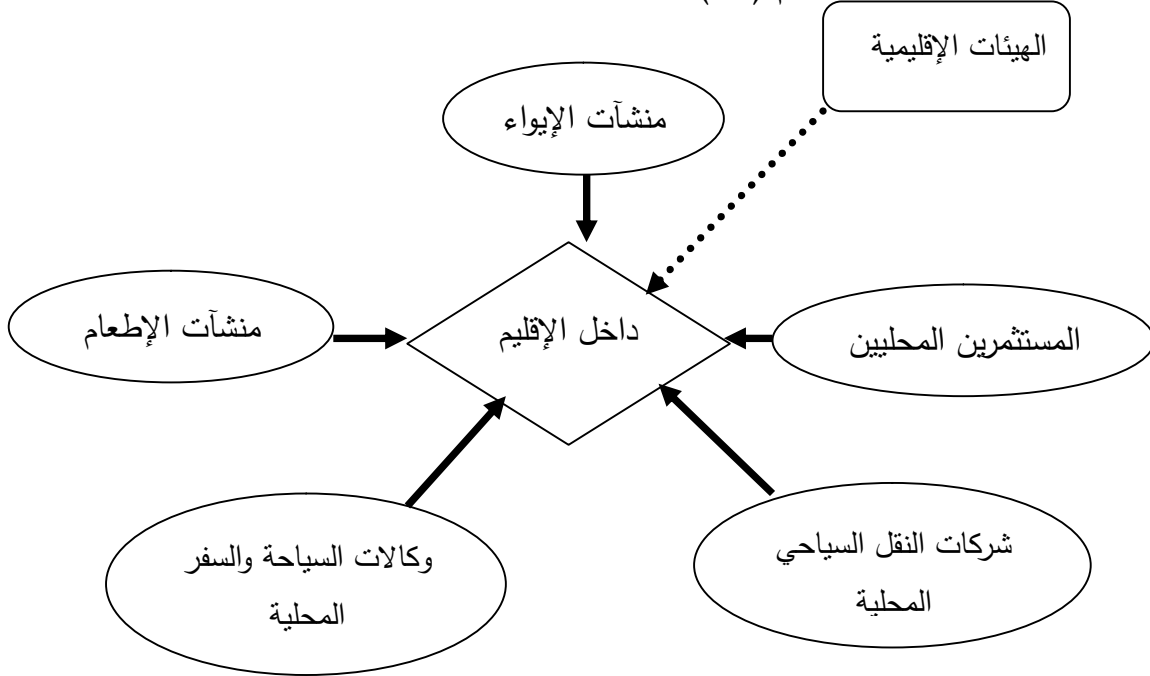 الهيئات الإقليمية
منشآت الإيواء
داخل الإقليم
منشآت الإطعام
المستثمرين المحليين
وكالات السياحة والسفر
المحلية
شركات النقل السياحي
المحلية